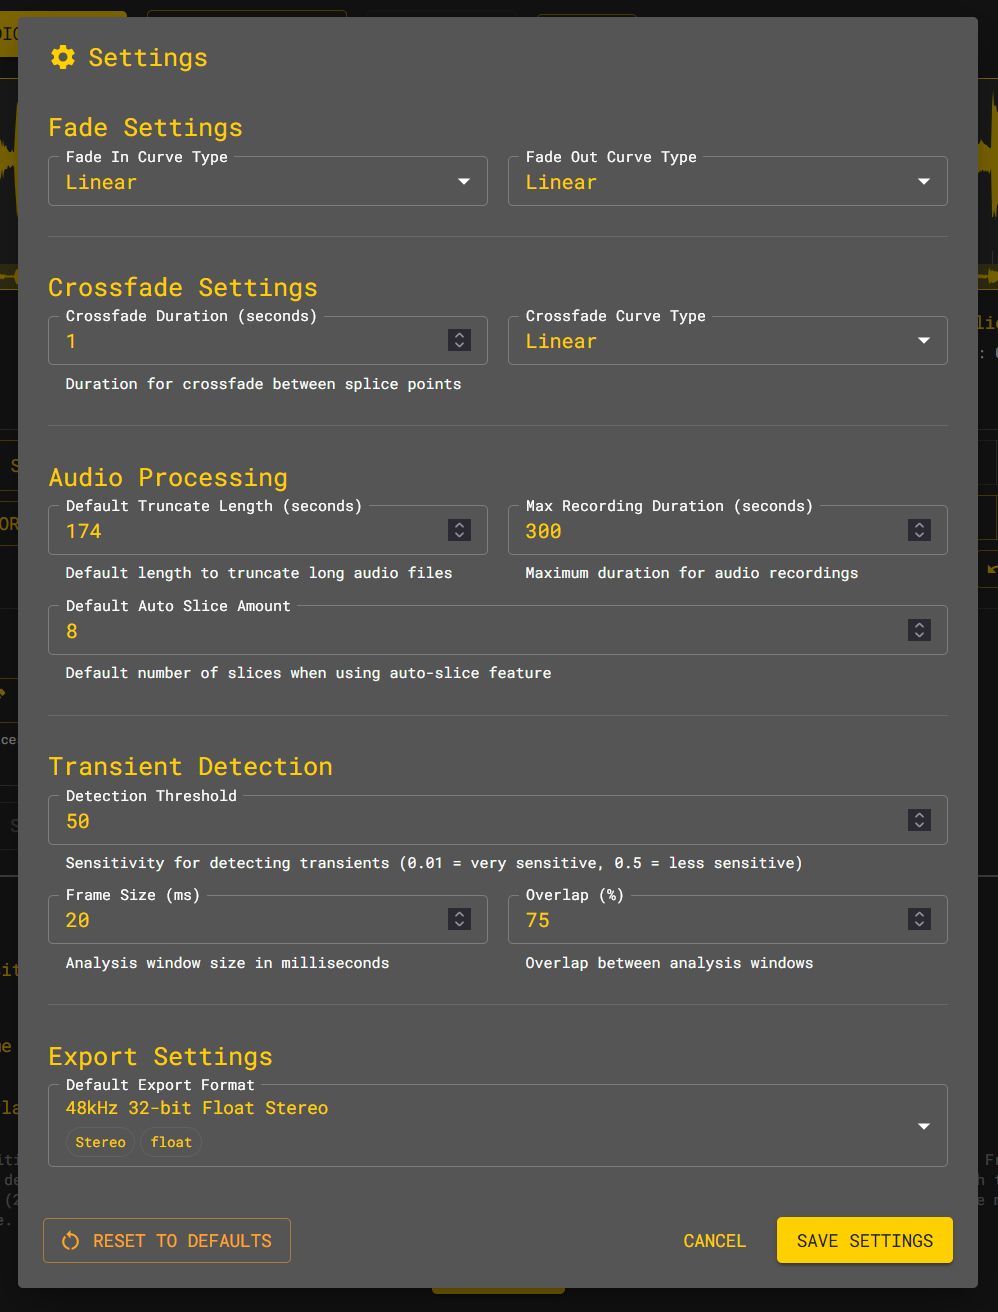 Settings
Fade Settings
Fade In Curve Type
Linear
Fade Out Curve Type
Linear
Crossfade Settings
Crossfade Duration (seconds)
1
Duration for crossfade between splice points
Crossfade Curve Type
Linear
Audio Processing
Default Truncate Length (seconds)
174
Default length to truncate long audio files
Max Recording Duration (seconds)
300
Maximum duration for audio recordings
Default Auto Slice Amount
8
Default number of slices when using auto-slice feature
Transient Detection
Detection Threshold
50
Sensitivity for detecting transients (0.01 = very sensitive, 0.5 = less sensitive)
Frame Size (ms)
20
Analysis window size in milliseconds
Overlap (%)
75
Overlap between analysis windows
Export Settings
Default Export Format
48kHz 32-bit Float Stereo
Stereo float
RESET TO DEFAULTS
CANCEL
SAVE SETTINGS